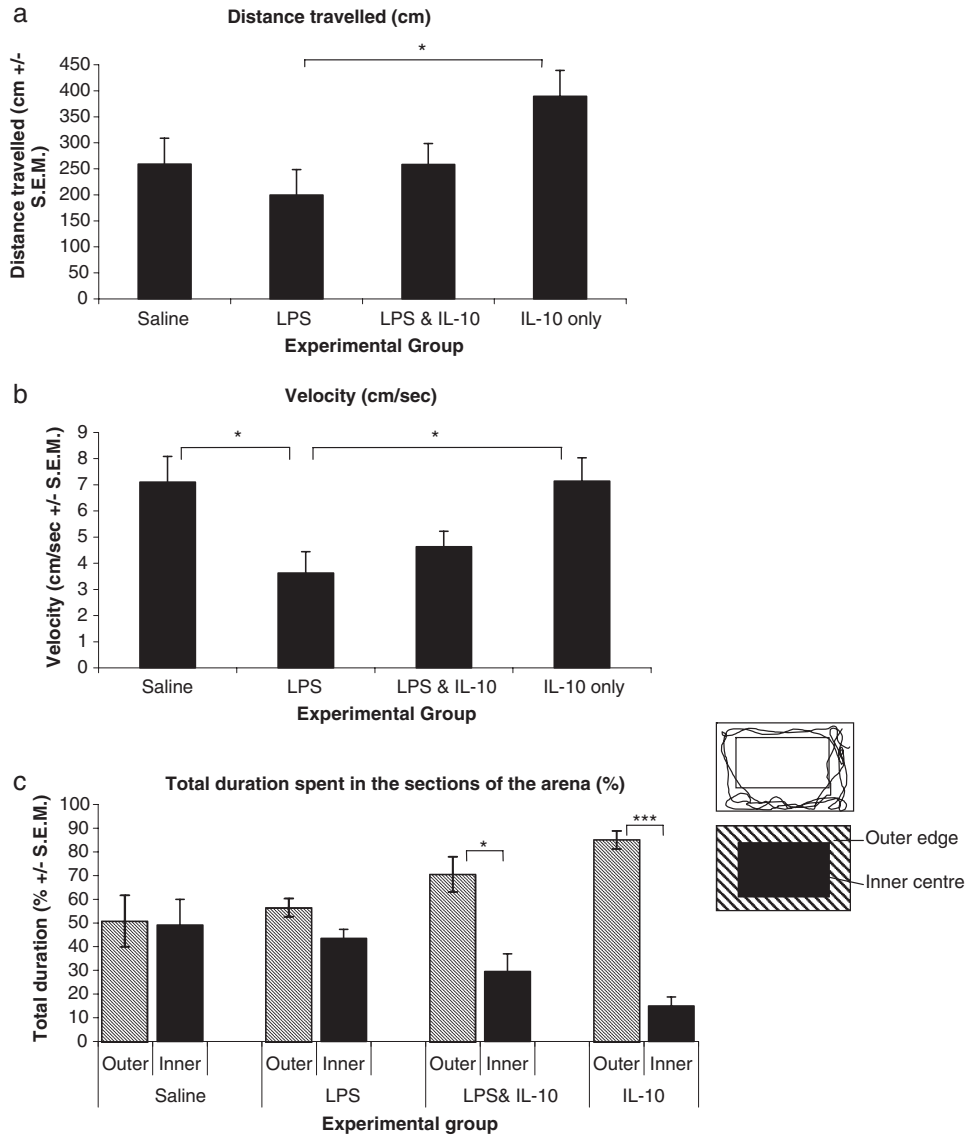 a
Distance travelled (cm)
*
Distance travelled (cm +/-
S.E.M.)
450
400
350
300
250
200
150
100
50
0
Saline LPS LPS & IL-10 IL-10 only
Experimental Group
b
Velocity (cm/sec)
* *
Velocity (cm/sec +/- S.E.M.)
9
8
7
6
5
4
3
2
1
0
Saline LPS LPS & IL-10 IL-10 only
Experimental Group
c
Total duration spent in the sections of the arena (%)
* ***
Total duration (% +/- S.E.M.)
100
90
80
70
60
50
40
30
20
10
0
Outer Inner Outer Inner Outer Inner Outer Inner
Saline LPS LPS& IL-10 IL-10
Experimental group
Outer edge
Inner centre